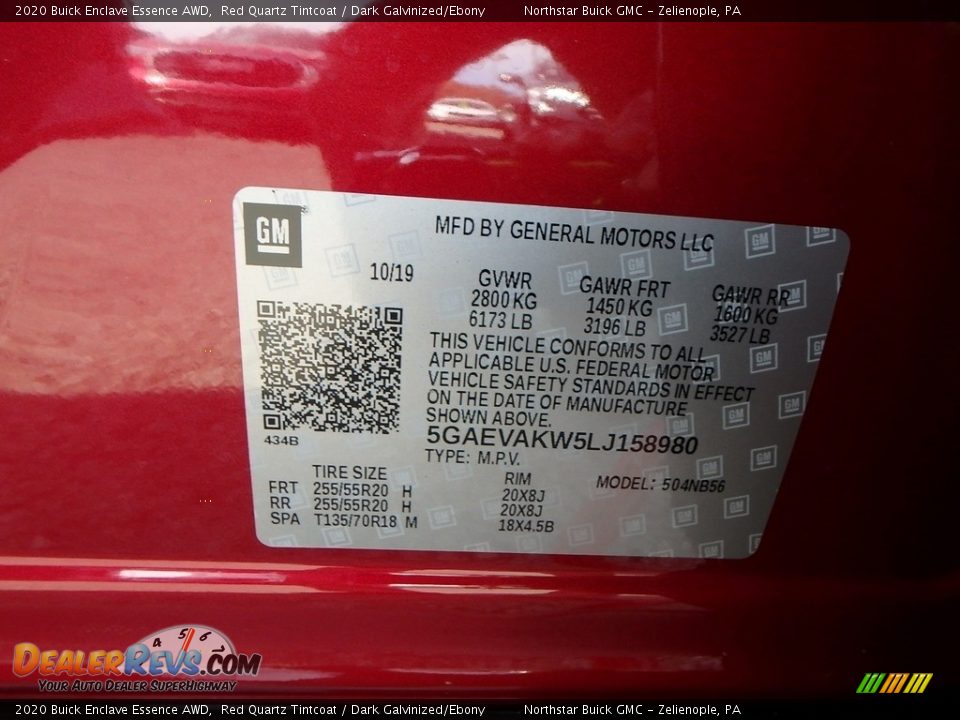 2020 Buick Enclave Essence AWD, Red Quartz Tintcoat / Dark Galvinized/Ebony Northstar Buick GMC - Zelienople, PA
GM
MFD BY GENERAL MOTORS LLC
10/19
GVWR GAWR FRT GAWR RR
2800 KG 1450 KG 1600 KG
6173 LB 3196 LB 3527 LB
THIS VEHICLE CONFORMS TO ALL
APPLICABLE U.S. FEDERAL MOTOR
VEHICLE SAFETY STANDARDS IN EFFECT
ON THE DATE OF MANUFACTURE
SHOWN ABOVE.
434B
5GAEVAKW5LJ158980
TYPE: M.P.V.
TIRE SIZE RIM MODEL: 504NB56
FRT 255/55R20 H 20X8J
RR 255/55R20 H 20X8J
SPA T135/70R18 M 18X4.5B
4 5 6 7
DealerRevs.com
Your Auto Dealer SuperHighway
2020 Buick Enclave Essence AWD, Red Quartz Tintcoat / Dark Galvinized/Ebony Northstar Buick GMC - Zelienople, PA